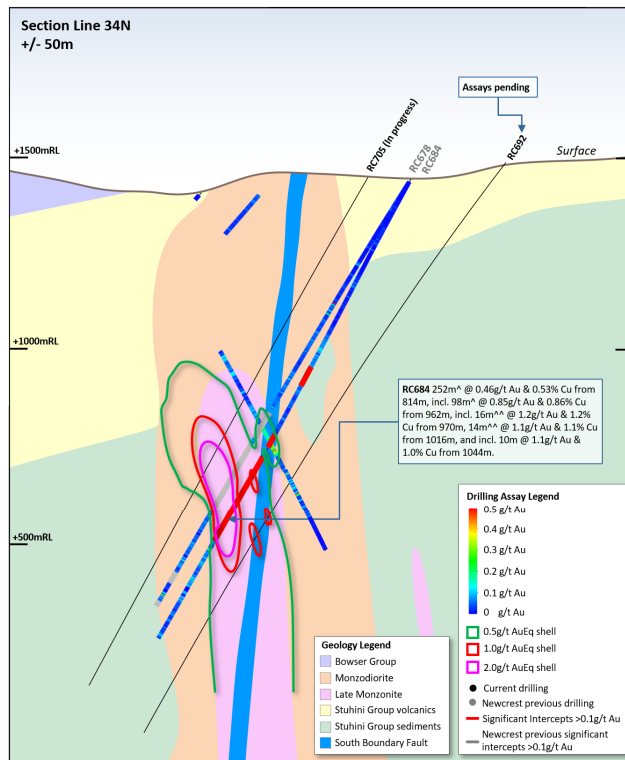 Section Line 34N
+/- 50m
Assays pending
RC705 (In progress)
RC678
RC684
RC692
Surface
+1500mRL
+1000mRL
RC684 252m^ @ 0.46g/t Au & 0.53% Cu from
814m, incl. 98m^ @ 0.85g/t Au & 0.86% Cu
from 962m, incl. 16m^^ @ 1.2g/t Au & 1.2%
Cu from 970m, 14m^^ @ 1.1g/t Au & 1.1% Cu
from 1016m, and incl. 10m @ 1.1g/t Au &
1.0% Cu from 1044m.
+500mRL
Drilling Assay Legend
0.5 g/t Au
0.4 g/t Au
0.3 g/t Au
0.2 g/t Au
0.1 g/t Au
0 g/t Au
0.5g/t AuEq shell
1.0g/t AuEq shell
2.0g/t AuEq shell
Current drilling
Newcrest previous drilling
Significant Intercepts >0.1g/t Au
Newcrest previous significant
intercepts >0.1g/t Au
Geology Legend
Bowser Group
Monzodiorite
Late Monzonite
Stuhini Group volcanics
Stuhini Group sediments
South Boundary Fault